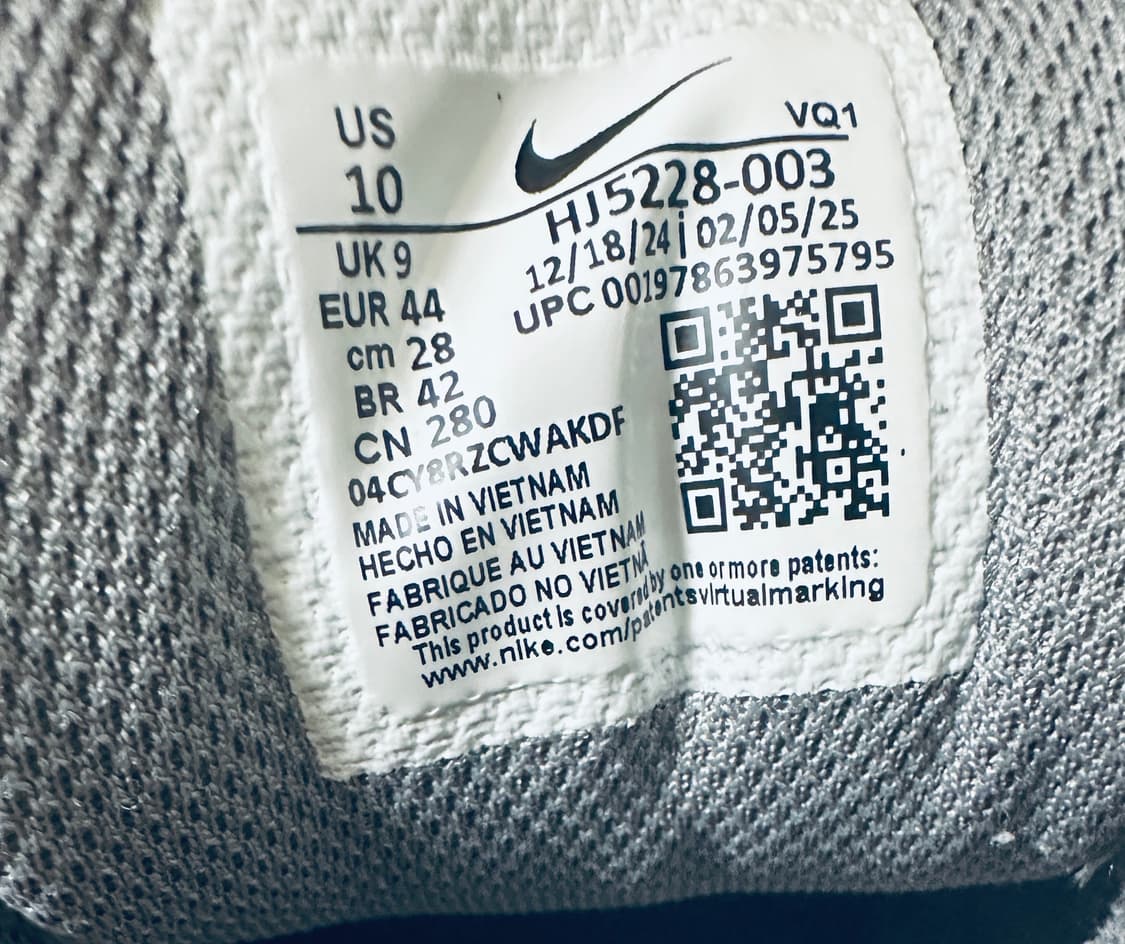 US
10
UK 9
EUR 44
cm 28
BR 42
CN 280
VQ1
HJ5228-003
12/18/24 | 02/05/25
UPC 00197863975795
04CY8RZCWAKDF
MADE IN VIETNAM
HECHO EN VIETNAM
FABRIQUE AU VIETNAM
FABRICADO NO VIETNA
This product is covered by one or more patents:
www.nike.com/patentsvirtualmarking